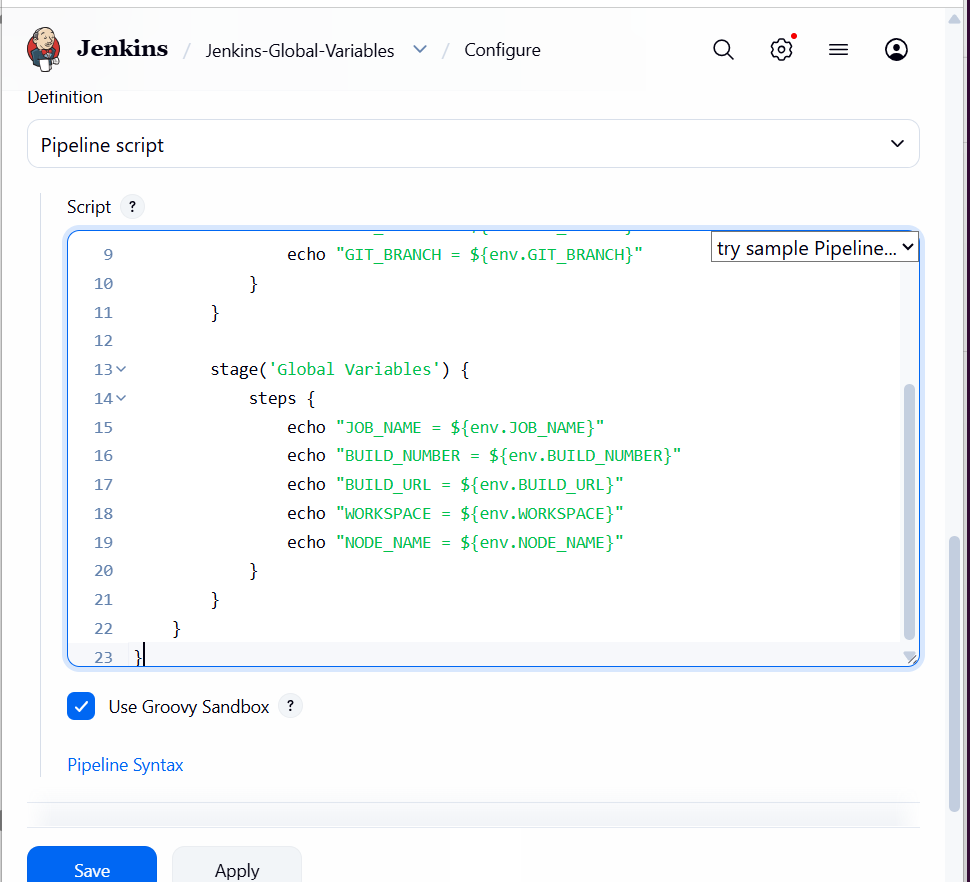 Jenkins / Jenkins-Global-Variables / Configure
Definition
Pipeline script
Script ?
try sample Pipeline...
9 echo "GIT_BRANCH = ${env.GIT_BRANCH}"
10 }
11 }
12
13 stage('Global Variables') {
14 steps {
15 echo "JOB_NAME = ${env.JOB_NAME}"
16 echo "BUILD_NUMBER = ${env.BUILD_NUMBER}"
17 echo "BUILD_URL = ${env.BUILD_URL}"
18 echo "WORKSPACE = ${env.WORKSPACE}"
19 echo "NODE_NAME = ${env.NODE_NAME}"
20 }
21 }
22 }
23 }
Use Groovy Sandbox ?
Pipeline Syntax
Save Apply